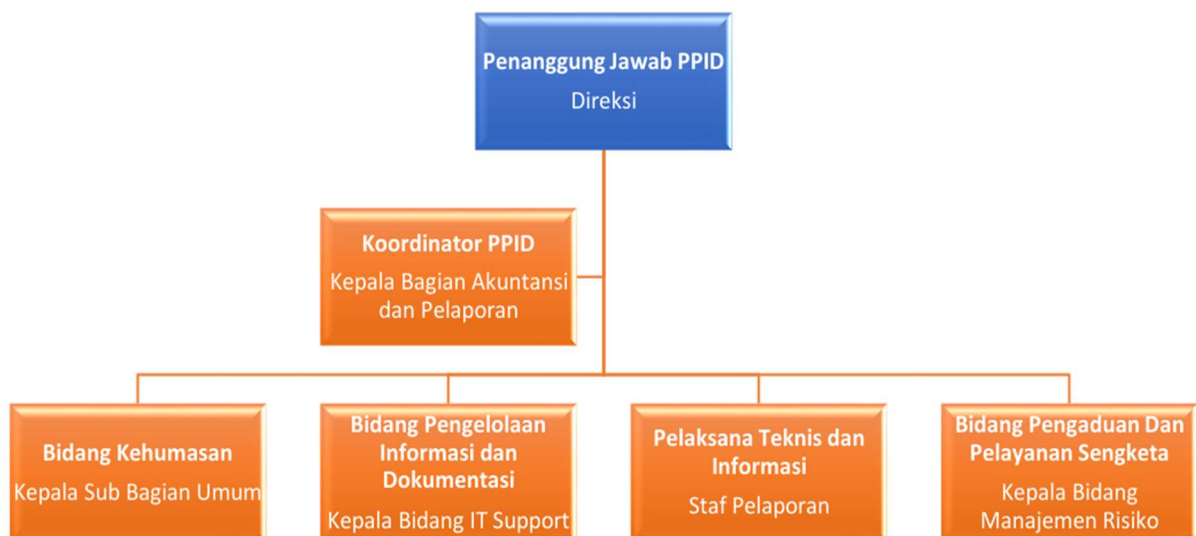 Penanggung Jawab PPID
Direksi
Koordinator PPID
Kepala Bagian Akuntansi
dan Pelaporan
Bidang Kehumasan
Kepala Sub Bagian Umum
Bidang Pengelolaan
Informasi dan
Dokumentasi
Kepala Bidang IT Support
Pelaksana Teknis dan
Informasi
Staf Pelaporan
Bidang Pengaduan Dan
Pelayanan Sengketa
Kepala Bidang
Manajemen Risiko